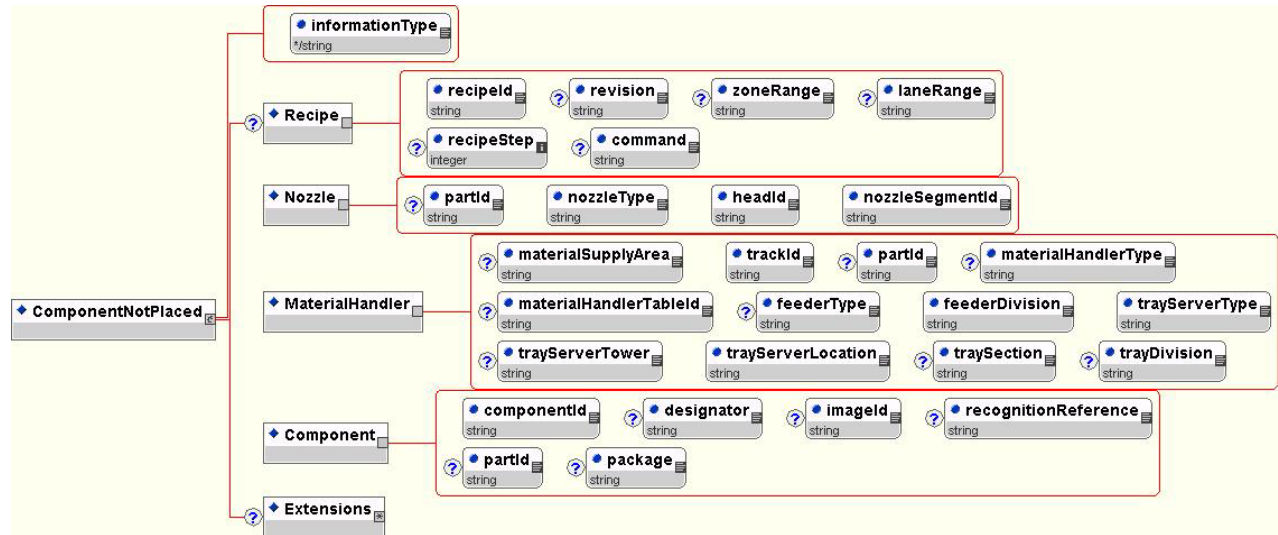 informationType
*/string
? Recipe
recipeId ? revision ? zoneRange ? laneRange
string string string string
? recipeStep ? command
integer i string
Nozzle
? partId nozzleType headId nozzleSegmentId
string string string string
ComponentNotPlaced
MaterialHandler
? materialSupplyArea trackId ? partId ? materialHandlerType
string string string string
? materialHandlerTableId ? feederType feederDivision trayServerType
string string string string
? trayServerTower trayServerLocation ? traySection ? trayDivision
string string string string
Component
componentId ? designator ? imageId ? recognitionReference
string string string string
? partId ? package
string string
? Extensions